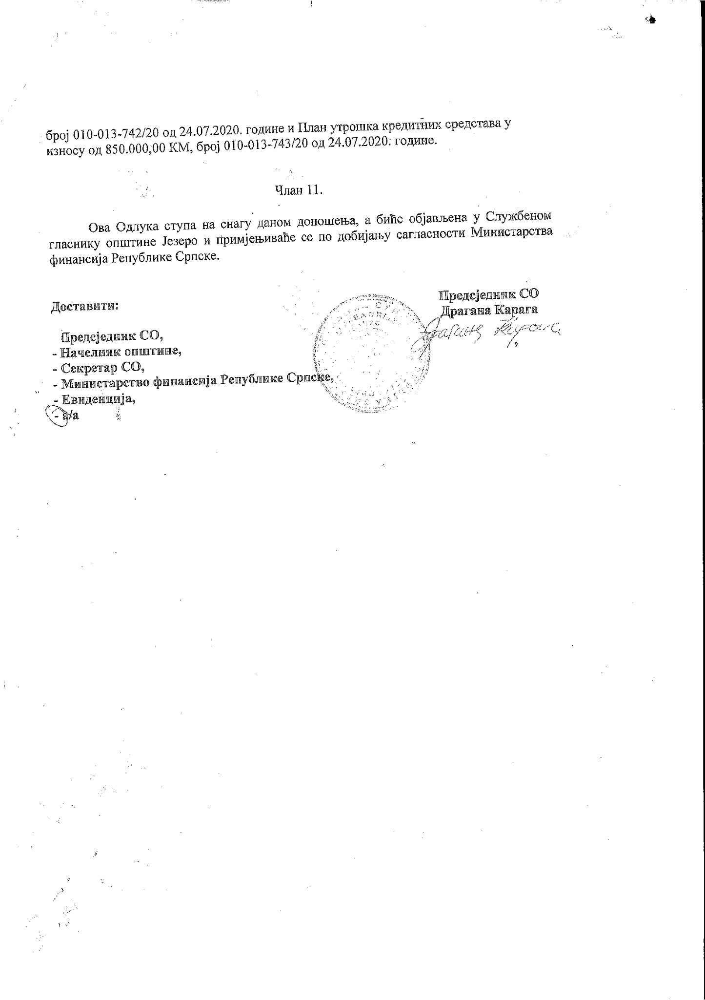 број 010-013-742/20 од 24.07.2020. године и План утрошка кредитних средстава у
износу од 850.000,00 КМ, број 010-013-743/20 од 24.07.2020. године.
Члан 11.
Ова Одлука ступа на снагу даном доношења, а биће објављена у Службеном
гласнику општине Језеро и примјењиваће се по добијању сагласности Министарства
финансија Републике Српске.
Предсједник СО
Драгана Карага
Драгана Карага
Доставити:
Предсједник СО,
- Начелник општине,
- Секретар СО,
- Министарство финансија Републике Српске,
- Евиденција,
- а/а